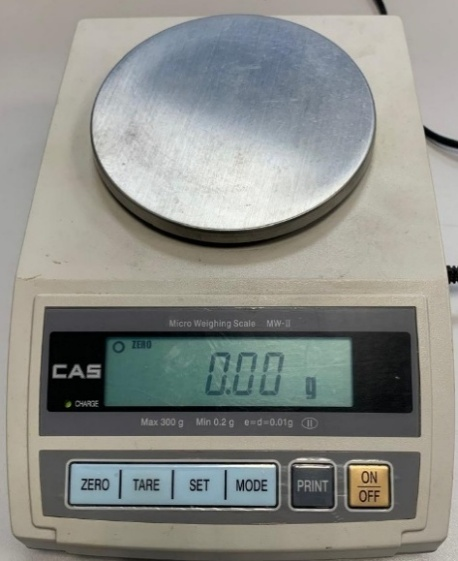 Micro Weighing Scale MW-II
ZERO
0.00 g
CAS
CHARGE
Max 300 g Min 0.2 g e=d=0.01g II
ZERO TARE SET MODE PRINT ON
OFF